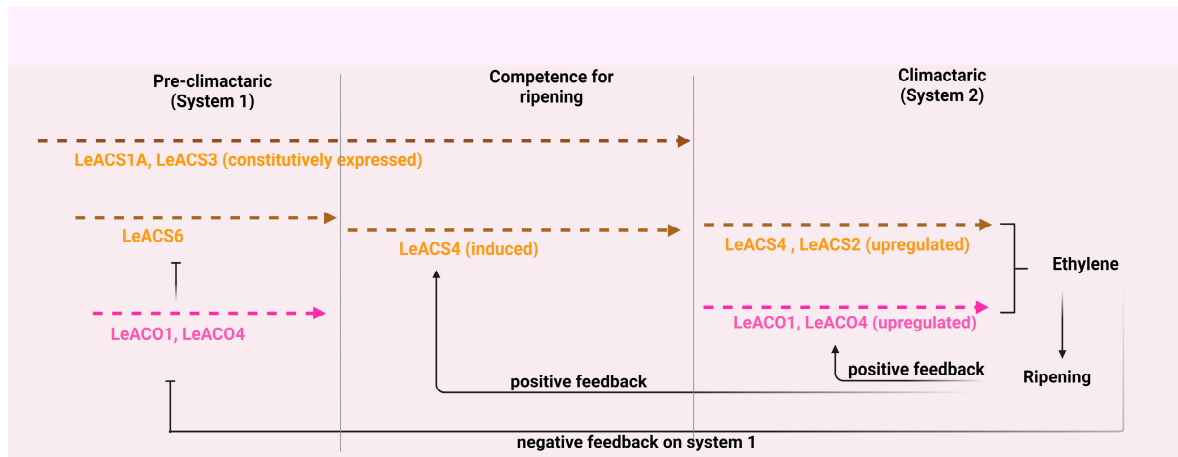 Pre-climactaric
(System 1)
Competence for
ripening
Climactaric
(System 2)
LeACS1A, LeACS3 (constitutively expressed)
LeACS6
LeACS4 (induced)
LeACS4 , LeACS2 (upregulated)
Ethylene
LeACO1, LeACO4
LeACO1, LeACO4 (upregulated)
positive feedback
positive feedback
Ripening
negative feedback on system 1